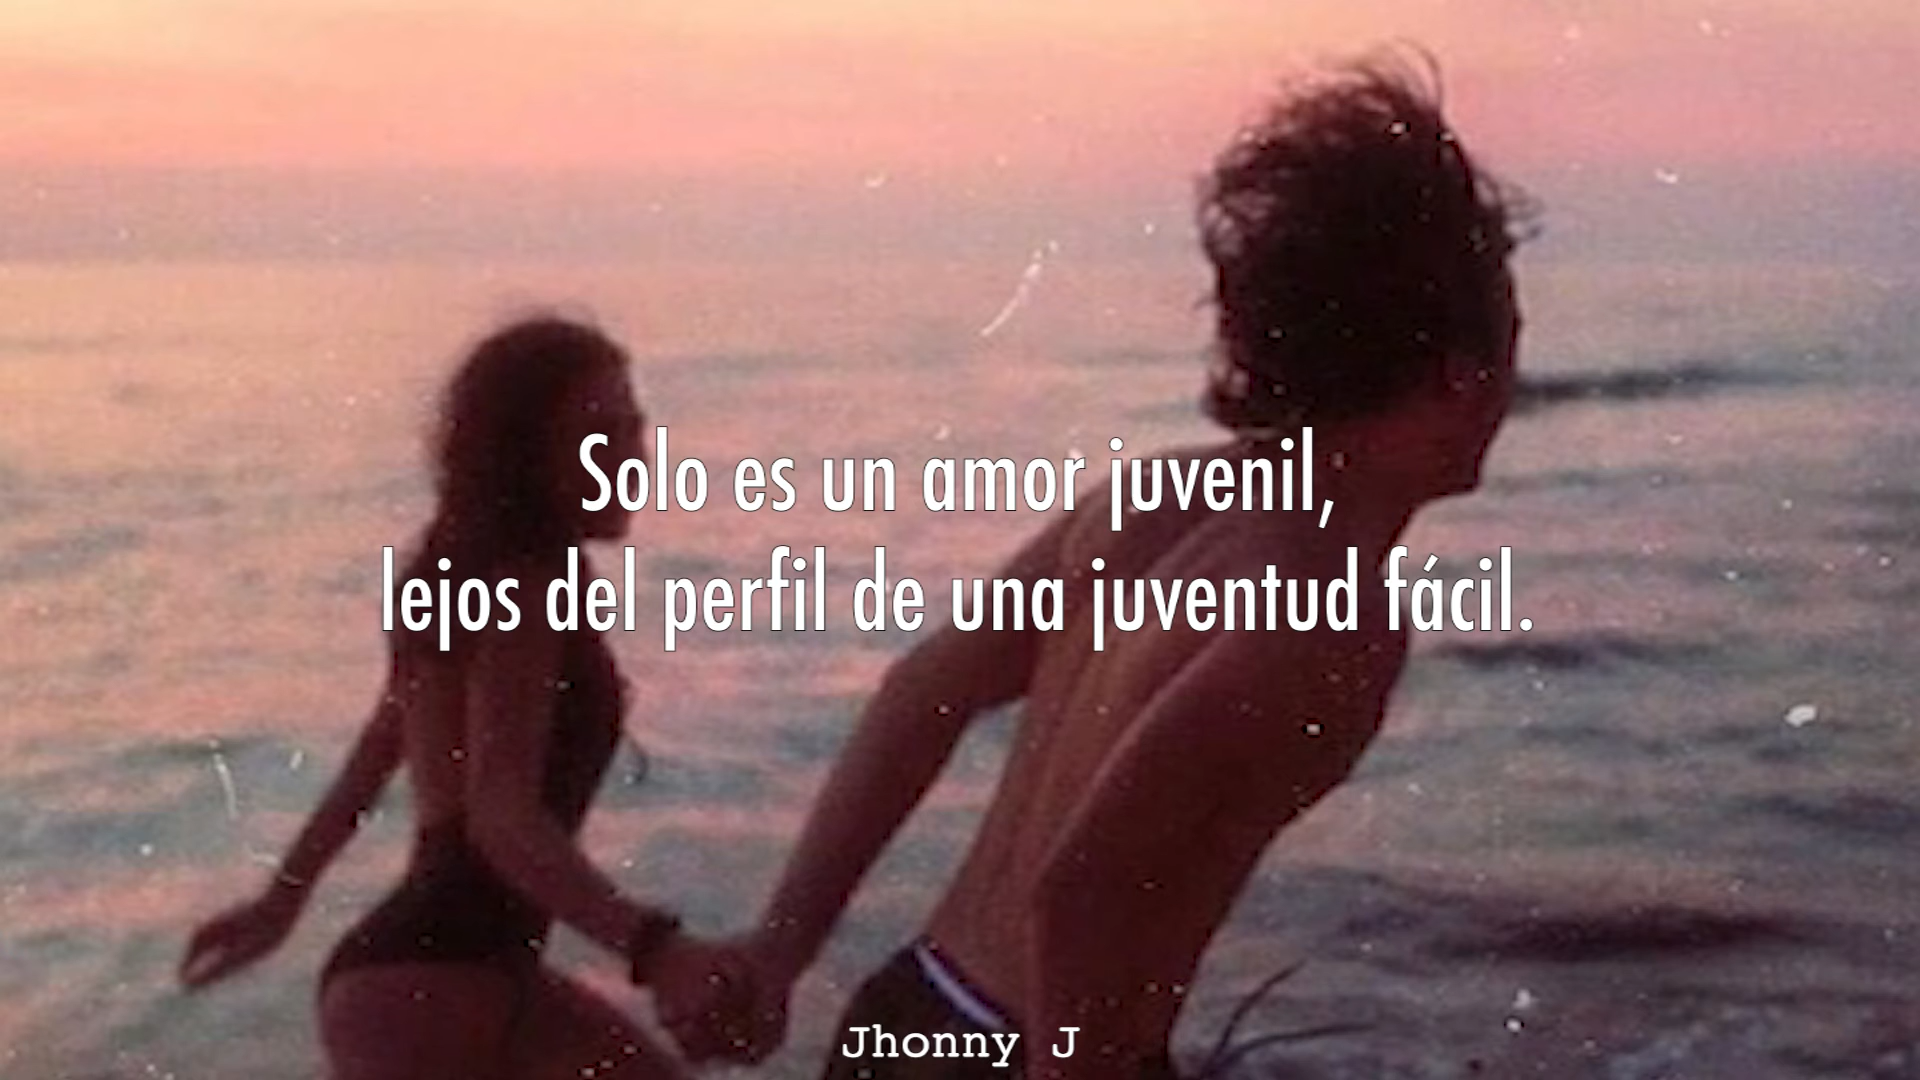 Solo es un amor juvenil,
lejos del perfil de una juventud fácil.
Jhonny J